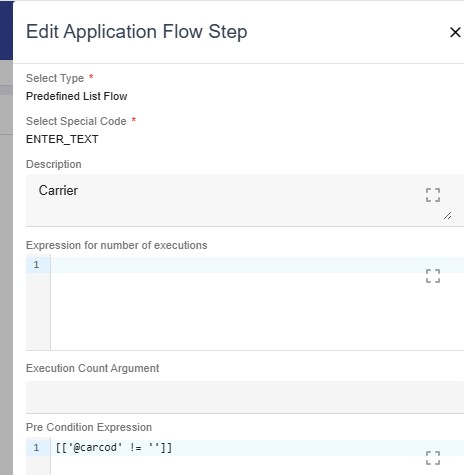 Edit Application Flow Step
Select Type *
Predefined List Flow
Select Special Code *
ENTER_TEXT
Description
Carrier
Expression for number of executions
1
Execution Count Argument
Pre Condition Expression
1 [['@carcod' != '']]